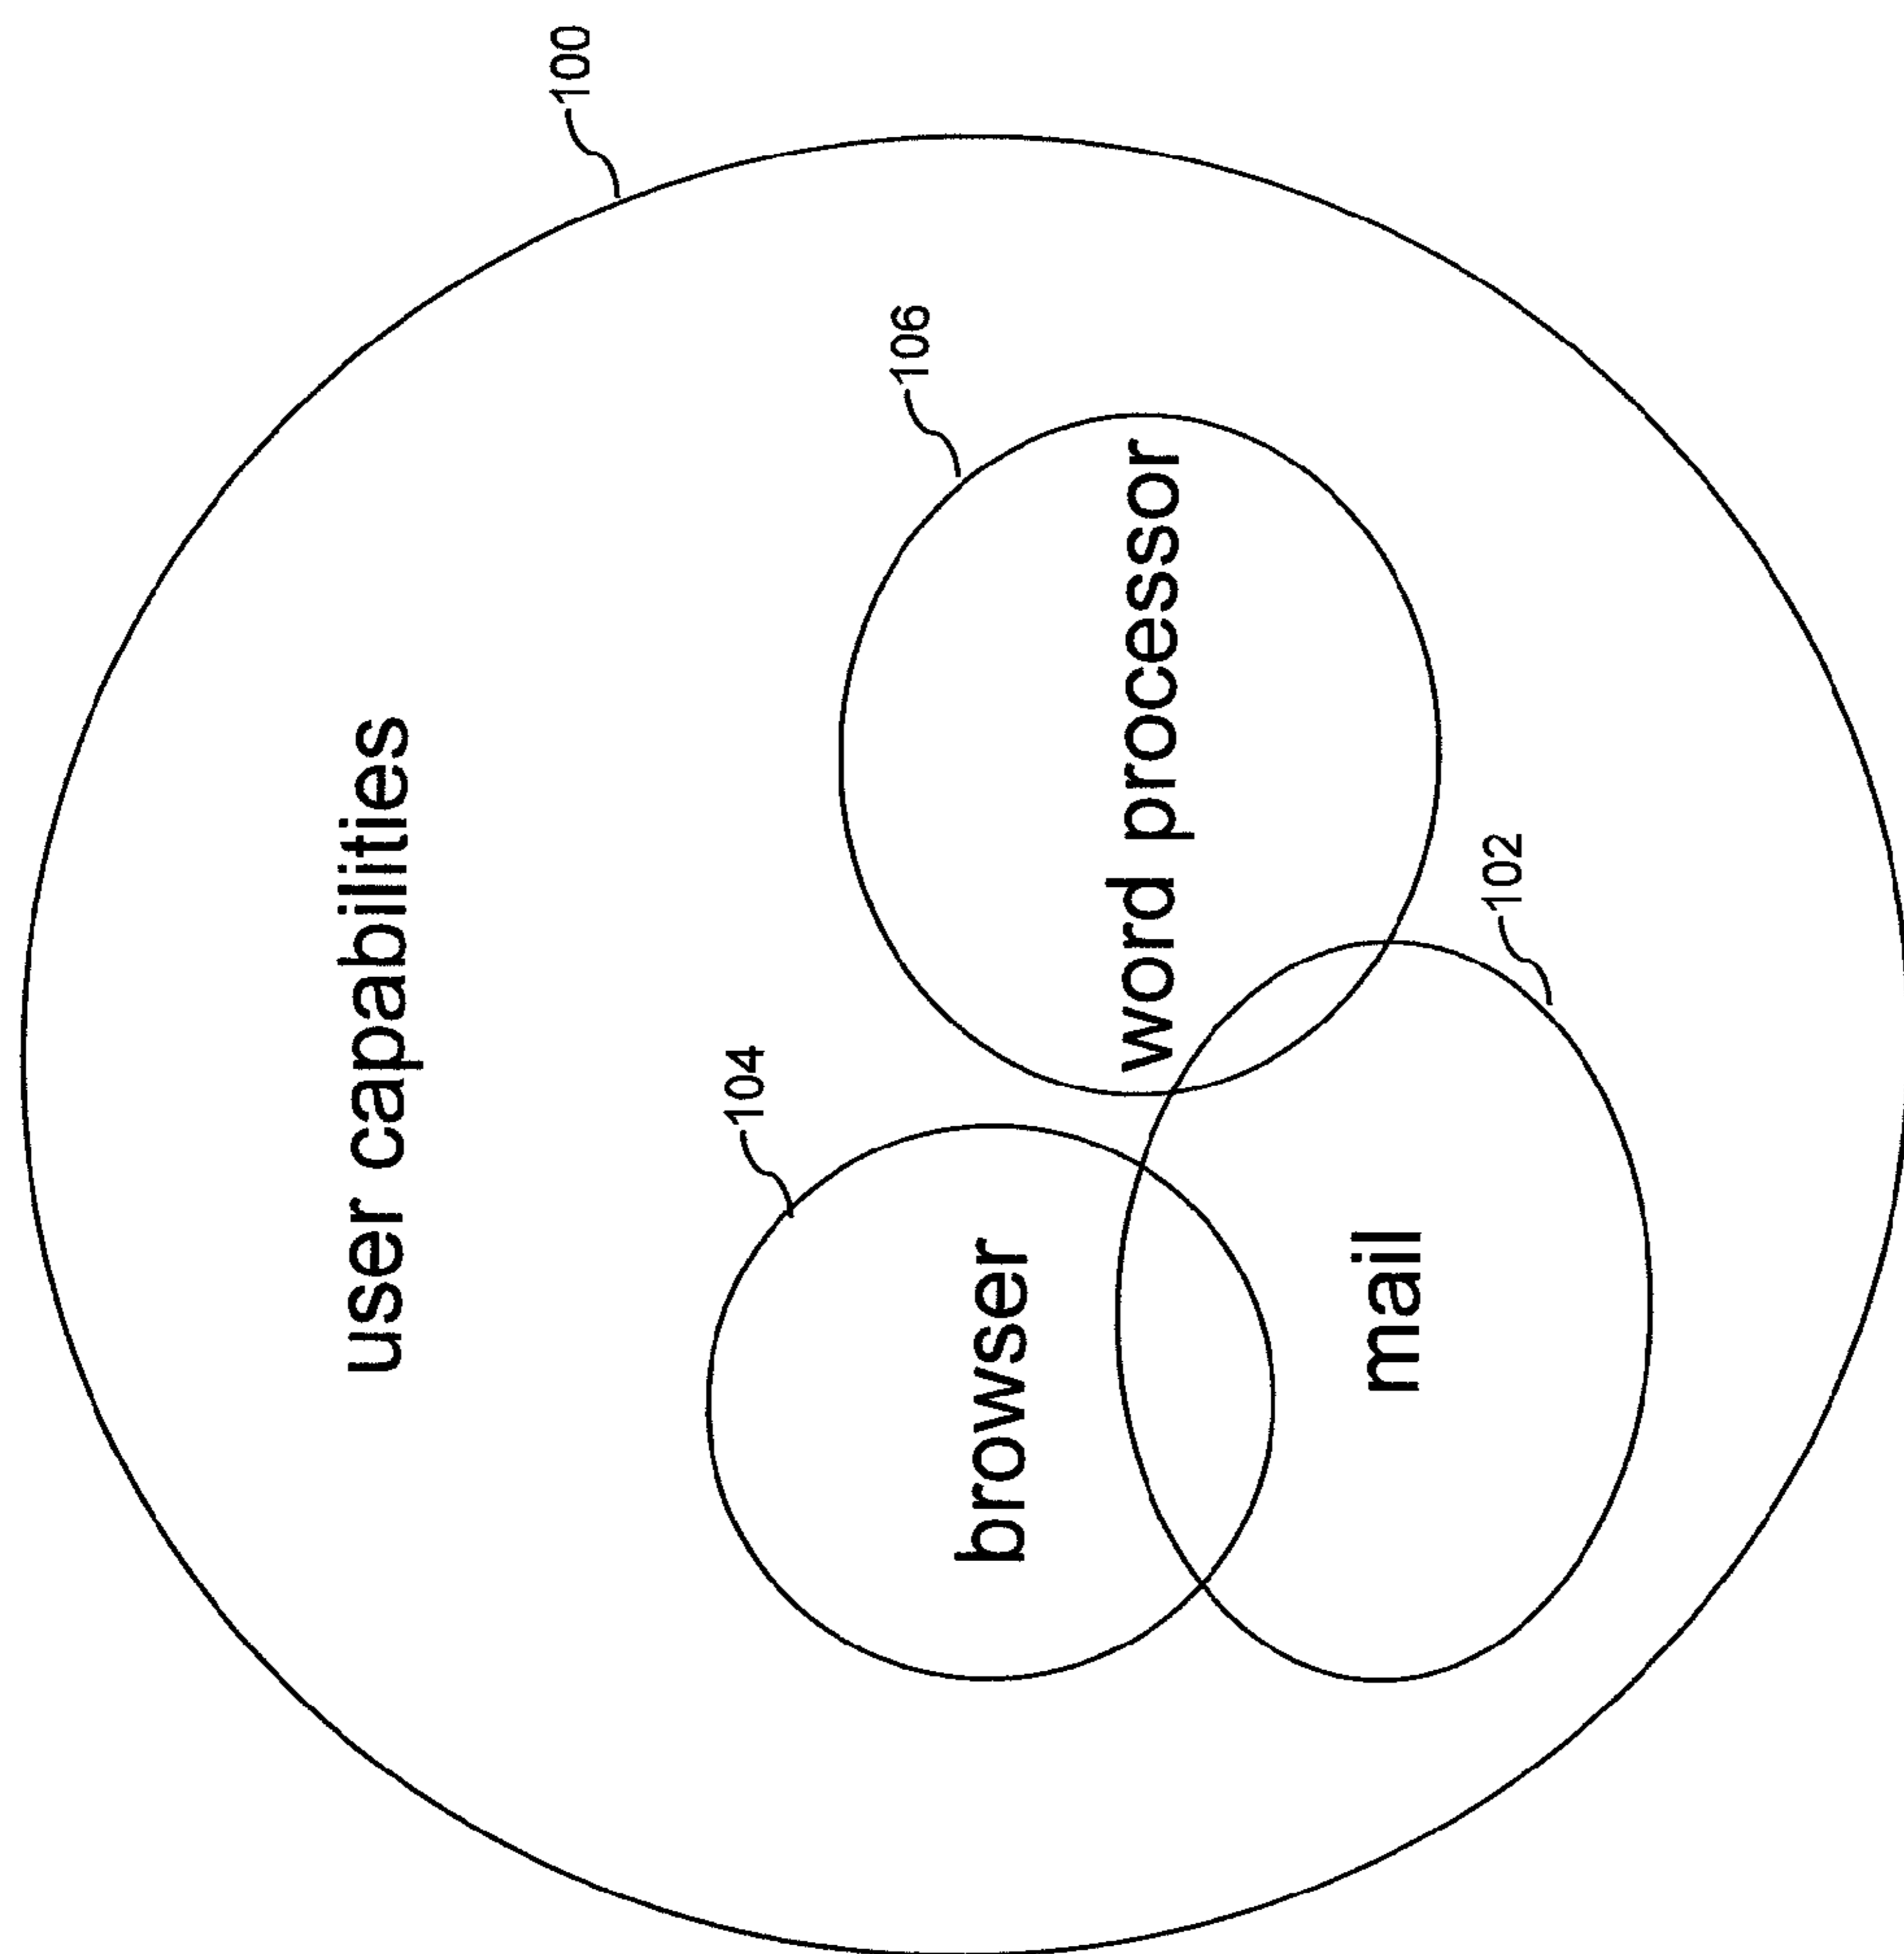 100
user capabilities
106
104
browser
word processor
102
mail